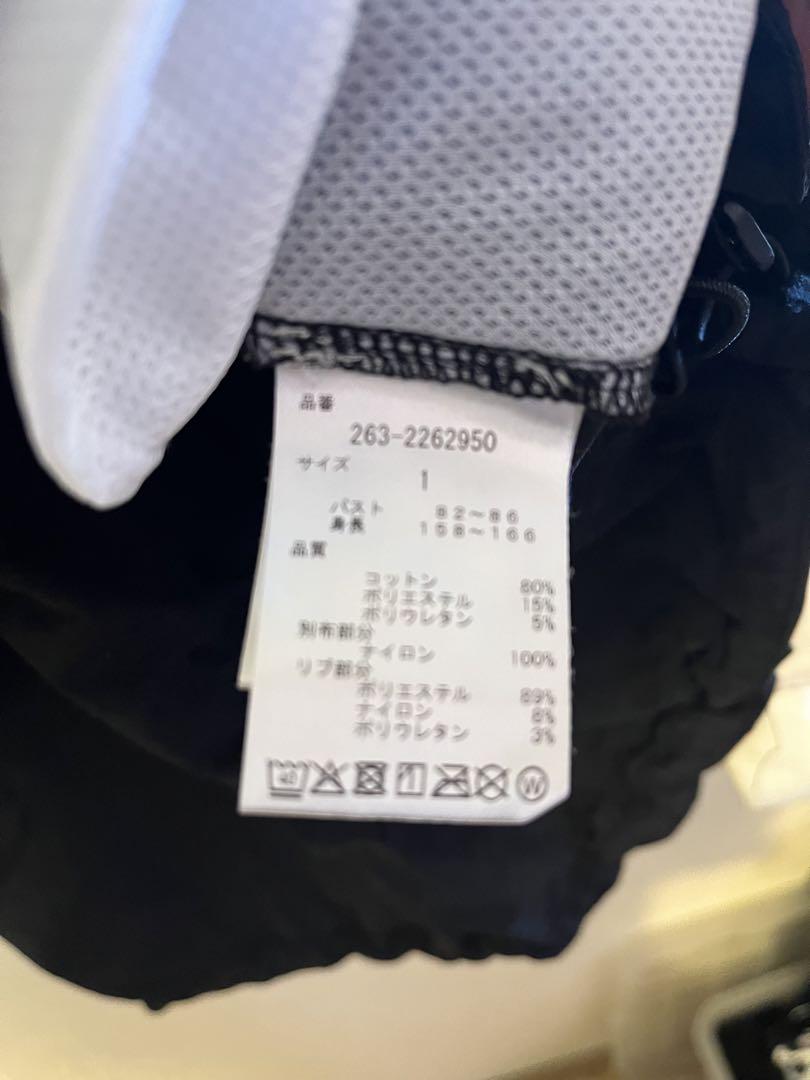 品番
263-2262950
サイズ
1
バスト 82～86
身長 158～166
品質
コットン 80%
ポリエステル 15%
ポリウレタン 5%
別布部分
ナイロン 100%
リブ部分
ポリエステル 89%
ナイロン 8%
ポリウレタン 3%
40
W